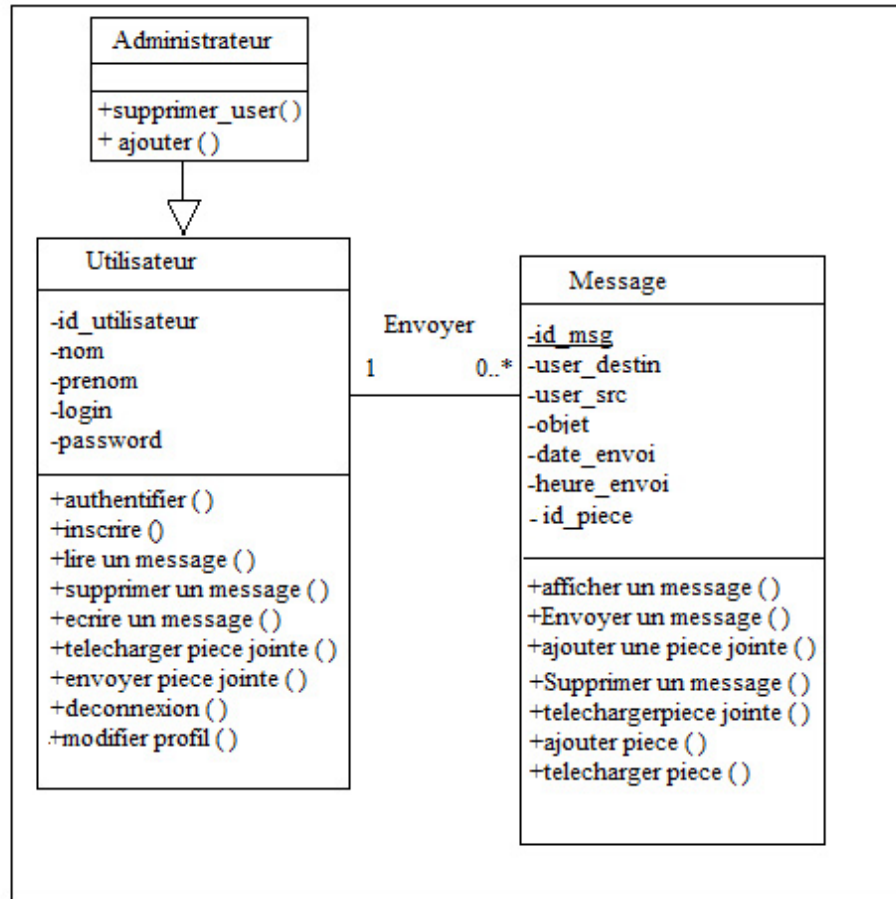 Administrateur
+supprimer_user()
+ ajouter ( )
Utilisateur
-id_utilisateur
-nom
-prenom
-login
-password
+authentifier ( )
+inscrire ()
+lire un message ( )
+supprimer un message ( )
+ecrire un message ( )
+telecharger piece jointe ( )
+envoyer piece jointe ( )
+deconnexion ( )
+modifier profil ( )
Envoyer
1 0..*
Message
-id_msg
-user_destin
-user_src
-objet
-date_envoi
-heure_envoi
- id_piece
+afficher un message ( )
+Envoyer un message ( )
+ajouter une piece jointe ( )
+Supprimer un message ( )
+telechargerpiece jointe ( )
+ajouter piece ( )
+telecharger piece ( )